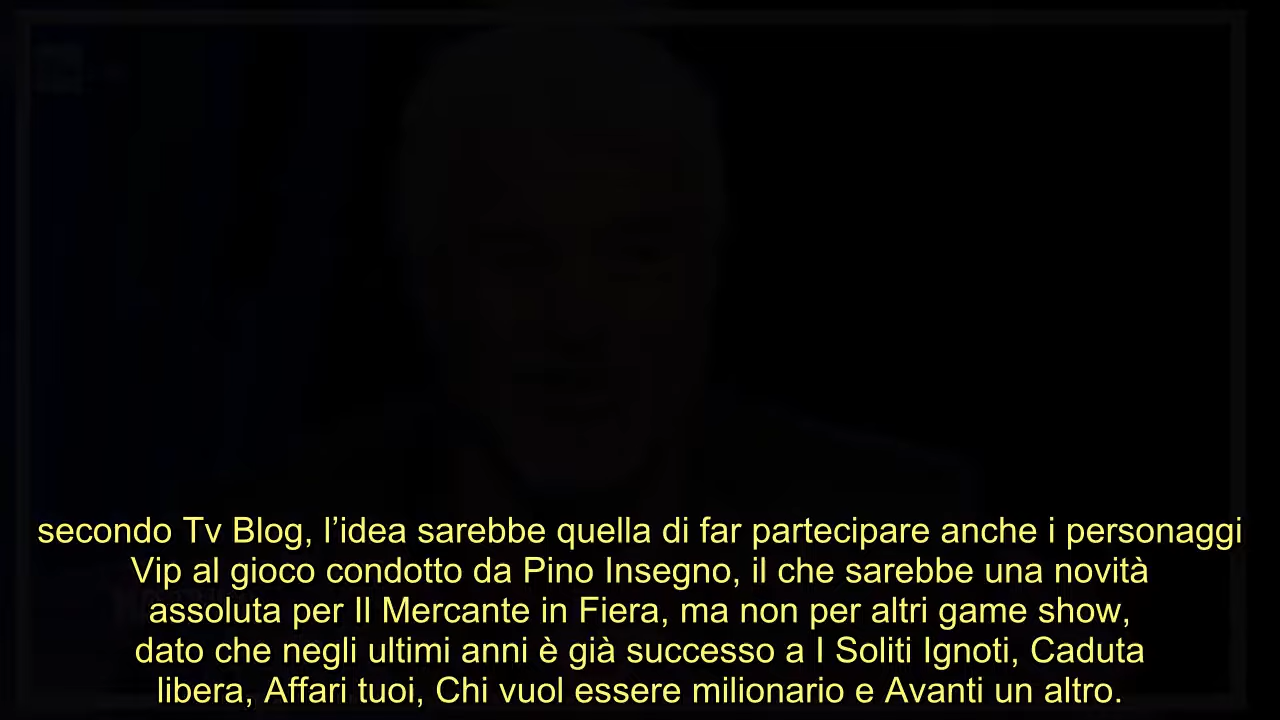 secondo Tv Blog, l’idea sarebbe quella di far partecipare anche i personaggi
Vip al gioco condotto da Pino Insegno, il che sarebbe una novità
assoluta per Il Mercante in Fiera, ma non per altri game show,
dato che negli ultimi anni è già successo a I Soliti Ignoti, Caduta
libera, Affari tuoi, Chi vuol essere milionario e Avanti un altro.